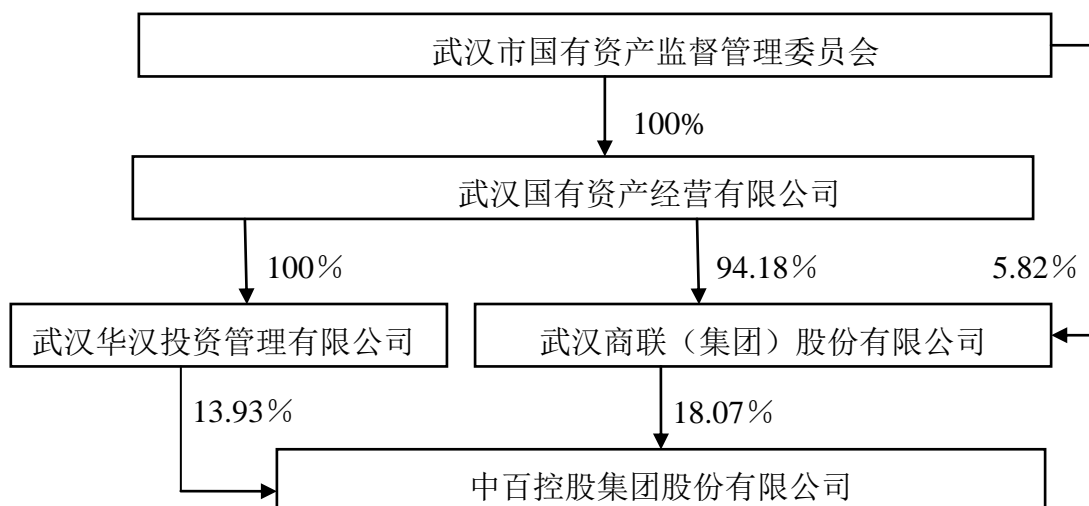 武汉市国有资产监督管理委员会
100%
武汉国有资产经营有限公司
100％
94.18％
5.82％
武汉华汉投资管理有限公司
武汉商联（集团）股份有限公司
13.93％
18.07％
中百控股集团股份有限公司